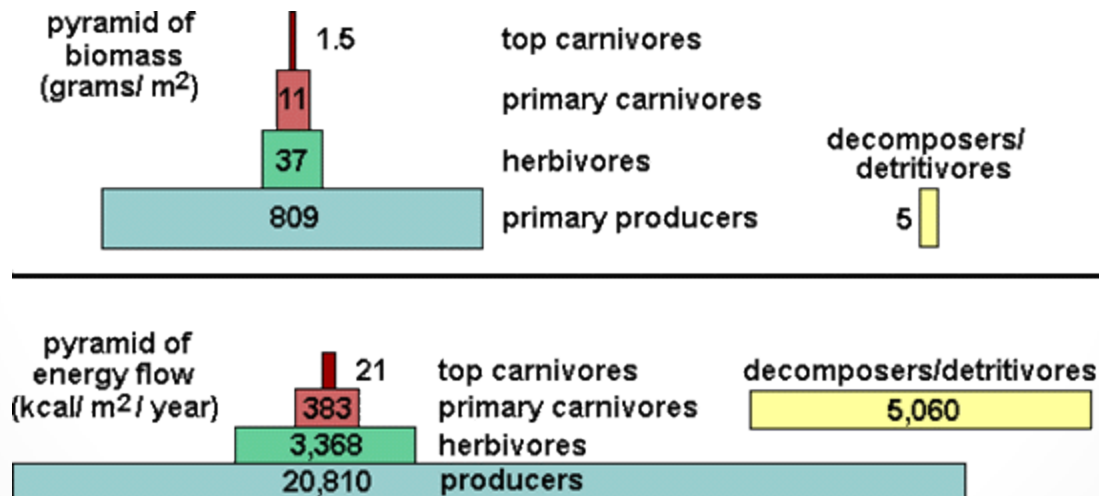 pyramid of
biomass
(grams/ m2)
1.5
top carnivores
11
primary carnivores
37
herbivores
809
primary producers
decomposers/
detritivores
5
pyramid of
energy flow
(kcal/ m2 / year)
21
top carnivores
383
primary carnivores
3,368
herbivores
20,810
producers
decomposers/detritivores
5,060